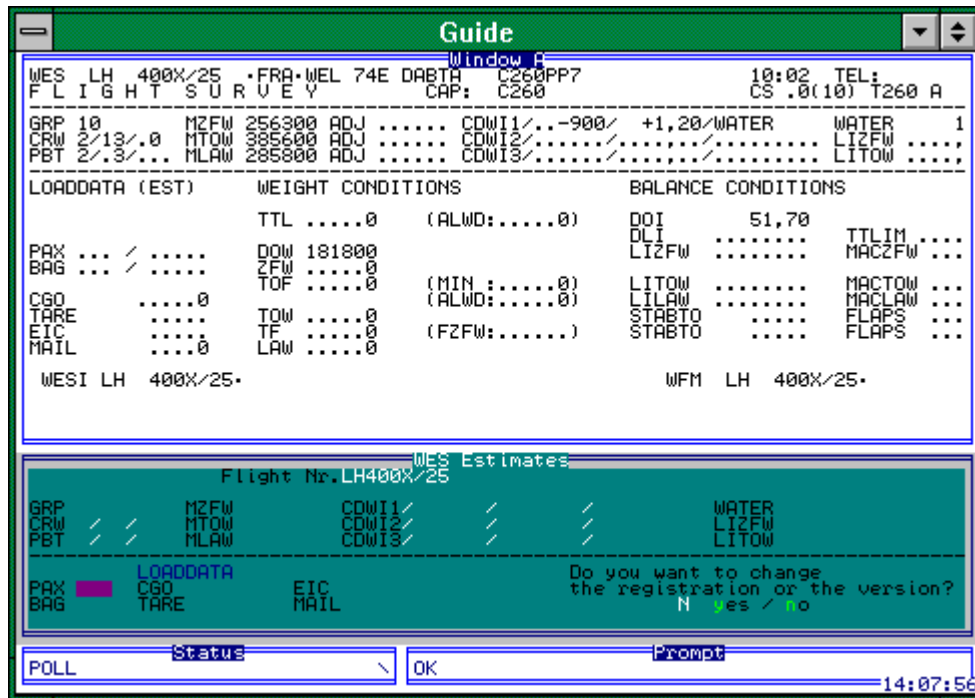 Guide
Window A
WES LH 400X/25 ·FRA·WEL 74E DABTA C260PP7 10:02 TEL:
F L I G H T S U R V E Y CAP: C260 CS .0(10) T260 A
GRP 10 MZFW 256300 ADJ ...... CDWI1/..-900/ +1,20/WATER WATER 1
CRW 2/13/.0 MTOW 385600 ADJ ...... CDWI2/....../....,../......... LIZFW ....,
PBT 2/.3/... MLAW 285800 ADJ ...... CDWI3/....../....,../......... LITOW ....,
LOADDATA (EST) WEIGHT CONDITIONS BALANCE CONDITIONS
TTL .....0 (ALWD:.....0) DOI 51,70
DLI ........ TTLIM ....
PAX ... / ..... DOW 181800 LIZFW ........ MACZFW ...
BAG ... / ..... ZFW .....0
TOF .....0 (MIN :.....0) LITOW ........ MACTOW ...
CGO .....0 (ALWD:.....0) LILAW ........ MACLAW ...
TARE ..... TOW .....0 STABTO ..... FLAPS ...
EIC ..... TF .....0 (FZFW:......) STABTO ..... FLAPS ...
MAIL ....0 LAW .....0
WESI LH 400X/25· WFM LH 400X/25·
WES Estimates
Flight Nr.LH400X/25
GRP MZFW CDWI1/ / / WATER
CRW / / MTOW CDWI2/ / / LIZFW
PBT / / MLAW CDWI3/ / / LITOW
LOADDATA Do you want to change
PAX CGO EIC the registration or the version?
BAG TARE MAIL N yes / no
Status Prompt
POLL \ OK
14:07:56